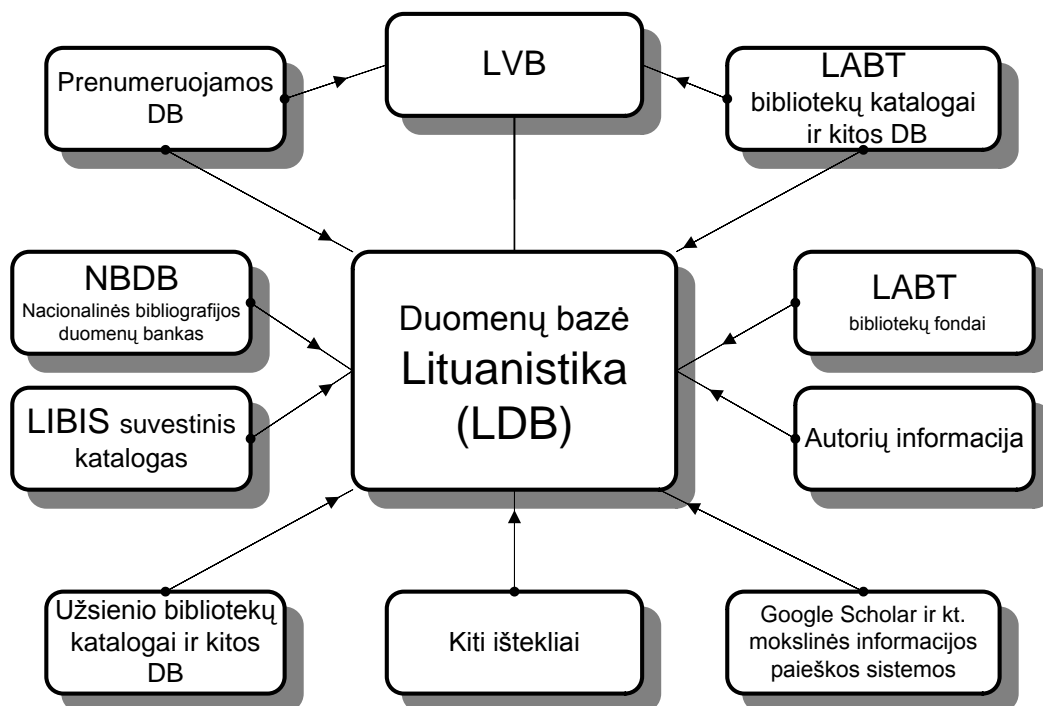 Prenumeruojamos
DB
LVB
LABT
bibliotekų katalogai
ir kitos DB
NBDB
Nacionalinės bibliografijos
duomenų bankas
Duomenų bazė
Lituanistika
(LDB)
LABT
bibliotekų fondai
LIBIS suvestinis
katalogas
Autorių informacija
Užsienio bibliotekų
katalogai ir kitos
DB
Kiti ištekliai
Google Scholar ir kt.
mokslinės informacijos
paieškos sistemos